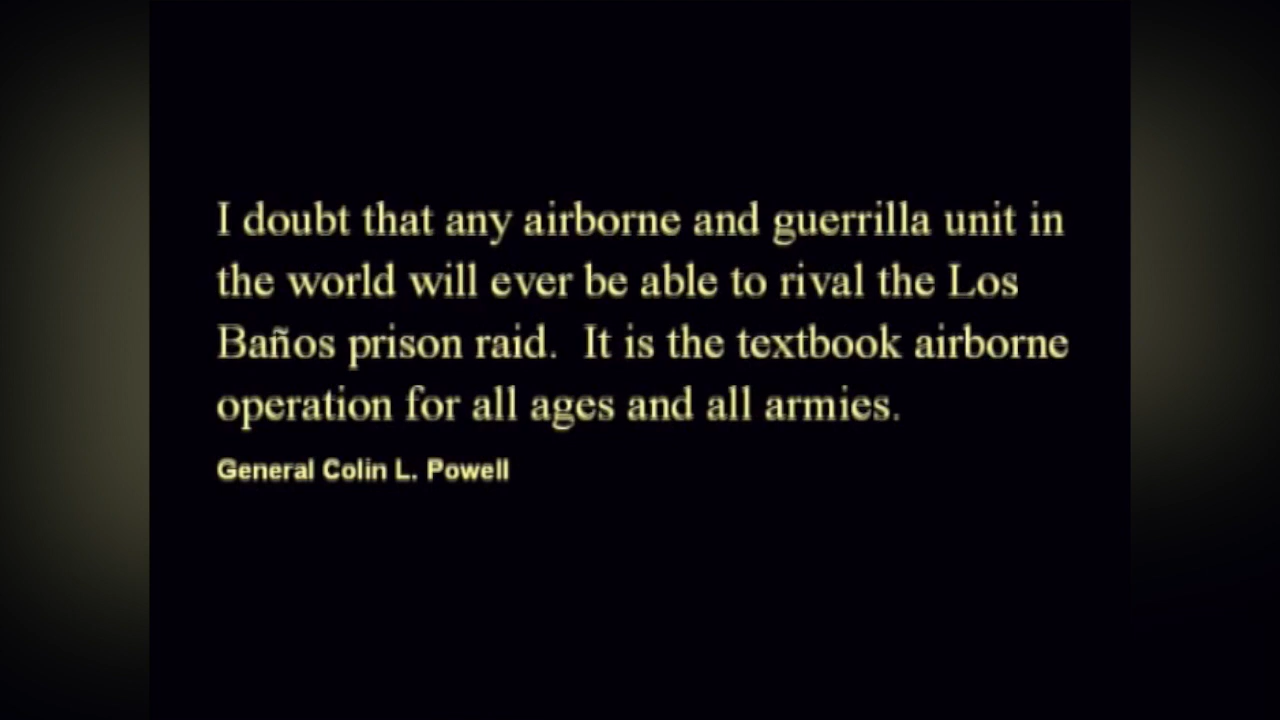 I doubt that any airborne and guerrilla unit in
the world will ever be able to rival the Los
Baños prison raid.  It is the textbook airborne
operation for all ages and all armies.
General Colin L. Powell